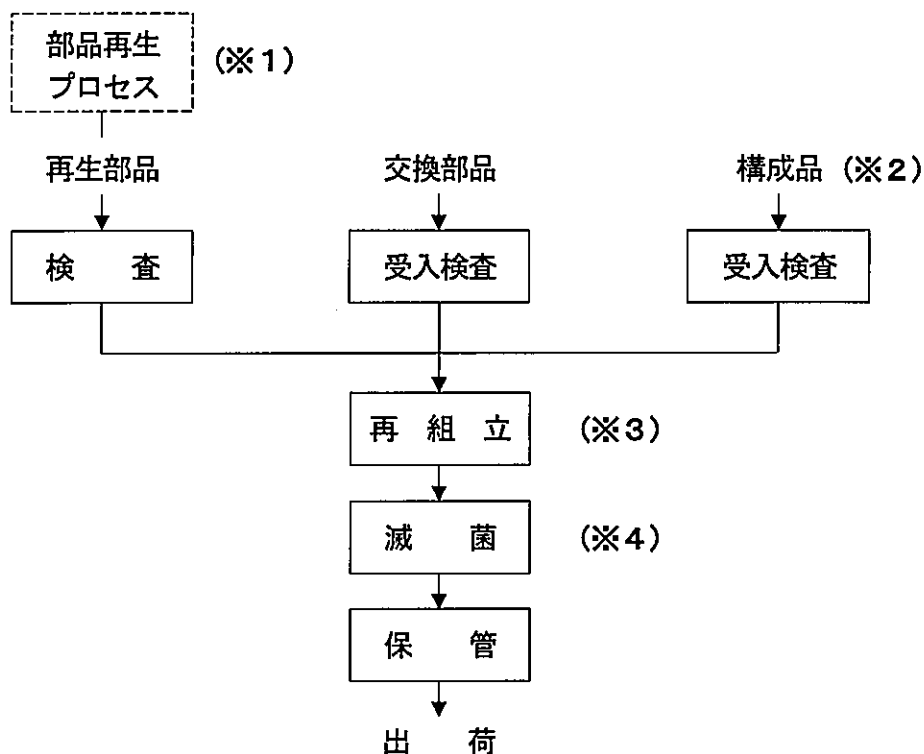 部品再生
プロセス
(※1)
再生部品
交換部品
構成品 (※2)
検 査
受入検査
受入検査
再 組 立
(※3)
滅 菌
(※4)
保 管
出 荷